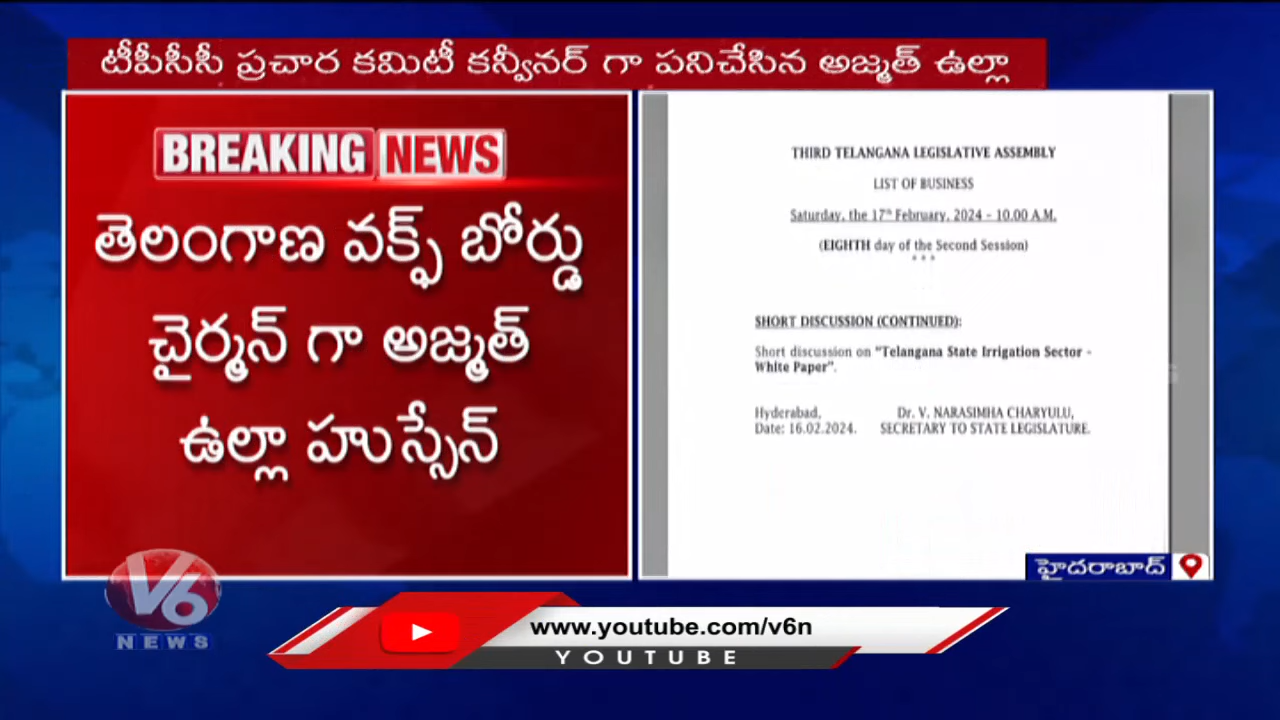 టీపీసీసీ ప్రచార కమిటీ కన్వీనర్ గా పనిచేసిన అజ్మత్ ఉల్లా
BREAKING NEWS
తెలంగాణ వక్ఫ్ బోర్డు
చైర్మన్ గా అజ్మత్
ఉల్లా హుస్సేన్
THIRD TELANGANA LEGISLATIVE ASSEMBLY
LIST OF BUSINESS
Saturday, the 17th February, 2024 – 10.00 A.M.
(EIGHTH day of the Second Session)
* * *
SHORT DISCUSSION (CONTINUED):
Short discussion on "Telangana State Irrigation Sector -
White Paper".
Hyderabad, Dr. V. NARASIMHA CHARYULU,
Date: 16.02.2024. SECRETARY TO STATE LEGISLATURE.
హైదరాబాద్
V6
NEWS
www.youtube.com/v6n
YOUTUBE